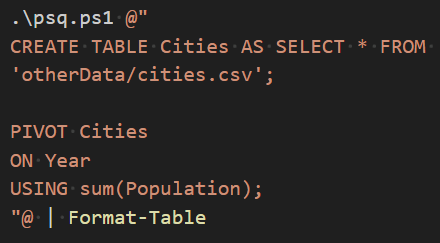 .\psq.ps1 @"
CREATE TABLE Cities AS SELECT * FROM
'otherData/cities.csv';

PIVOT Cities
ON Year
USING sum(Population);
"@ | Format-Table